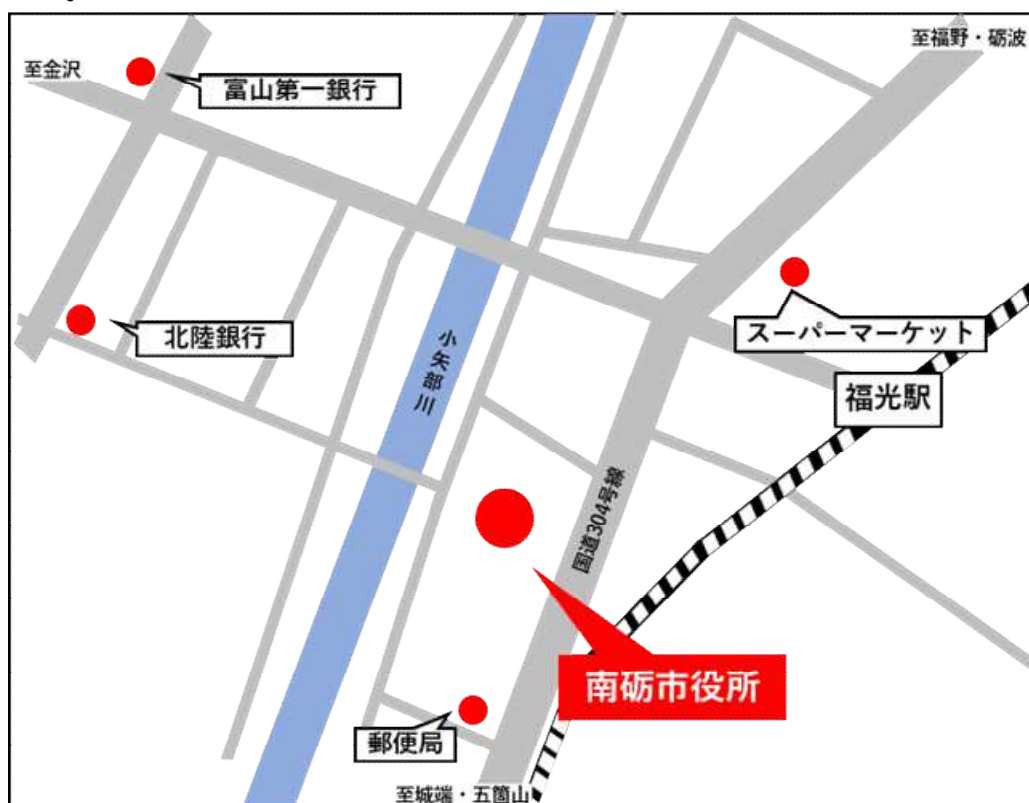 至福野・砺波
至金沢
富山第一銀行
スーパーマーケット
北陸銀行
小矢部川
福光駅
国道304号線
南砺市役所
郵便局
至城端・五箇山